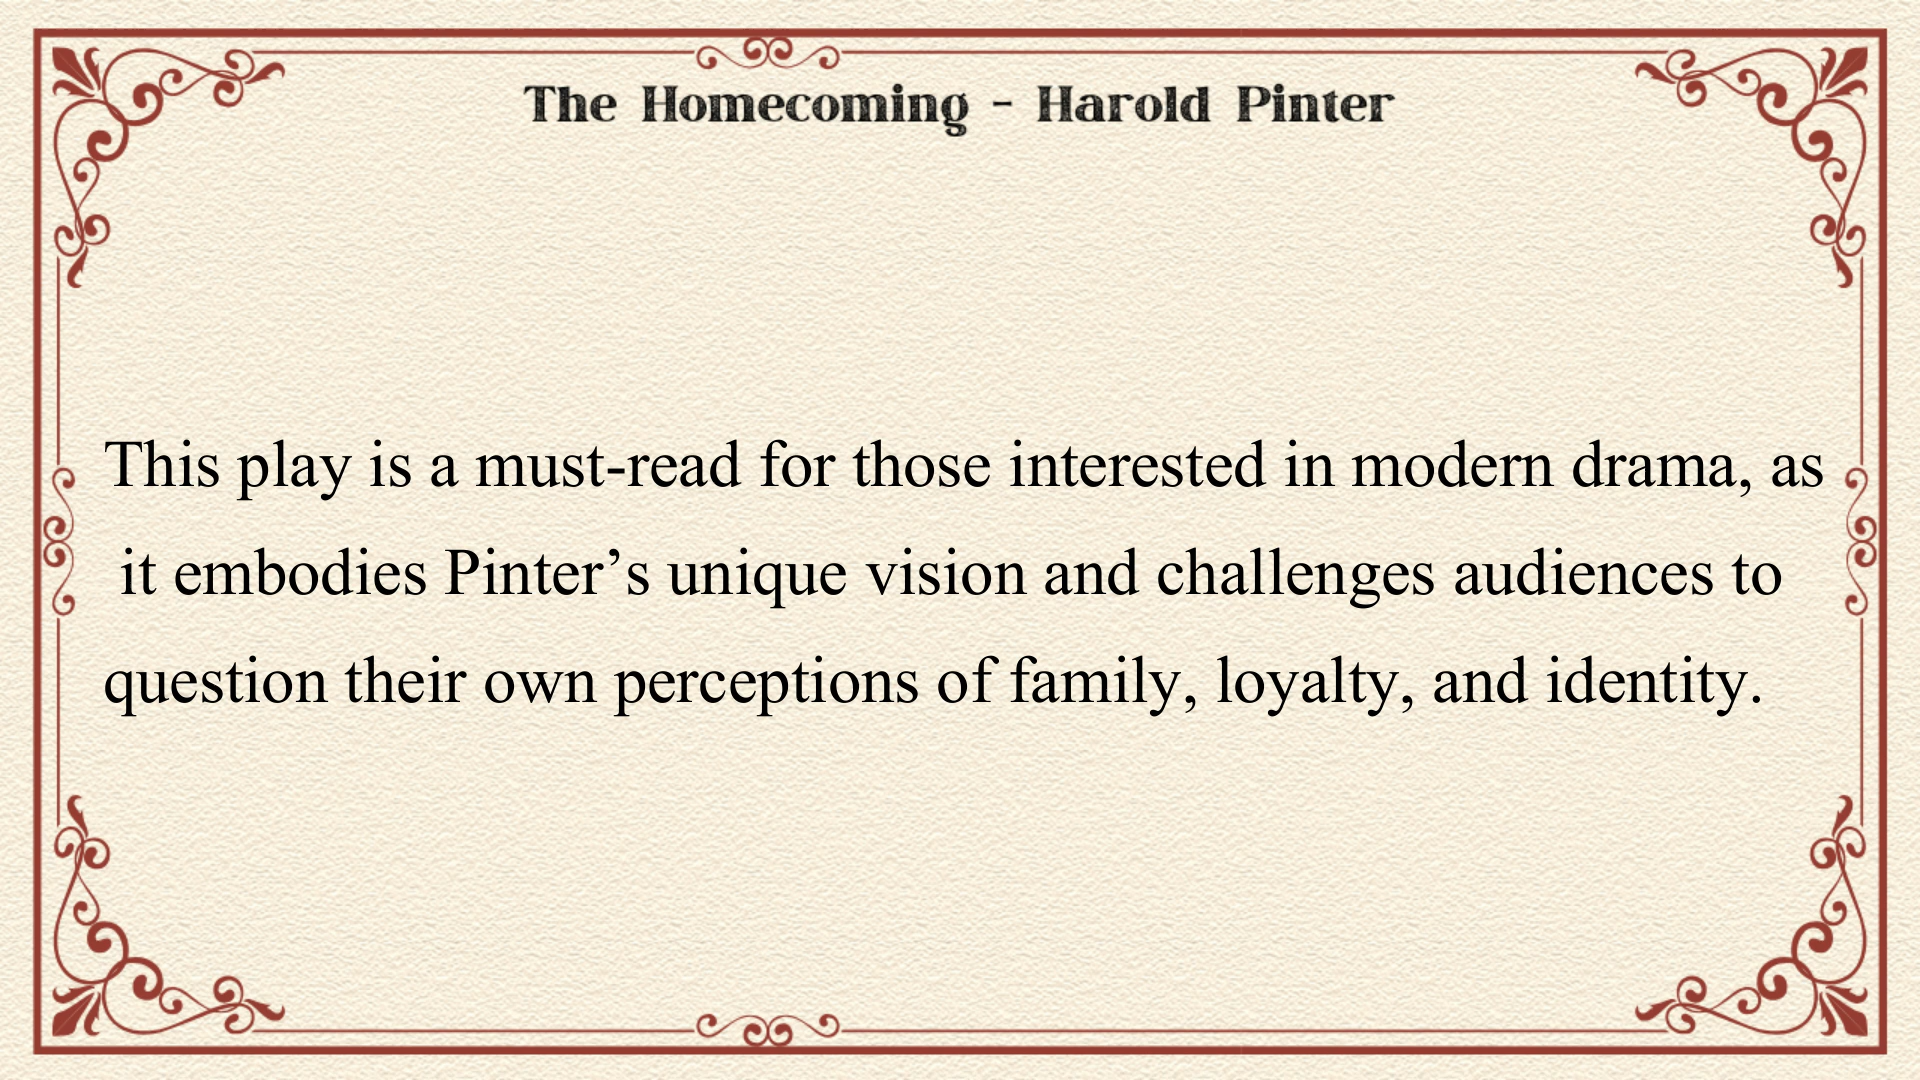 The Homecoming - Harold Pinter
This play is a must-read for those interested in modern drama, as
it embodies Pinter’s unique vision and challenges audiences to
question their own perceptions of family, loyalty, and identity.